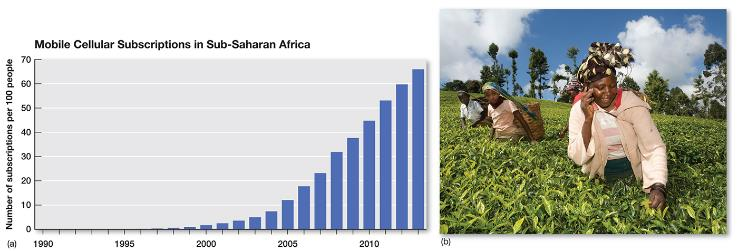 Mobile Cellular Subscriptions in Sub-Saharan Africa
Number of subscriptions per 100 people
70
60
50
40
30
20
10
0
1990 1995 2000 2005 2010
(a)
(b)